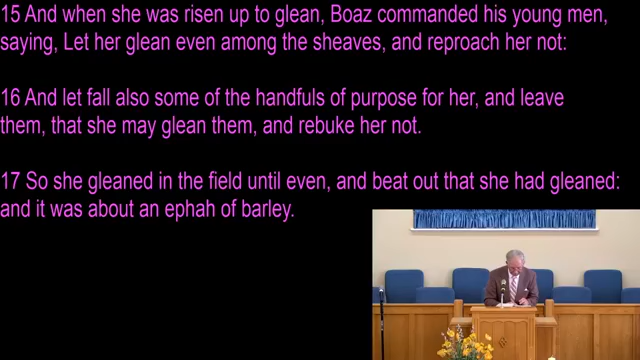 15 And when she was risen up to glean, Boaz commanded his young men,
saying, Let her glean even among the sheaves, and reproach her not:
16 And let fall also some of the handfuls of purpose for her, and leave
them, that she may glean them, and rebuke her not.
17 So she gleaned in the field until even, and beat out that she had gleaned:
and it was about an ephah of barley.